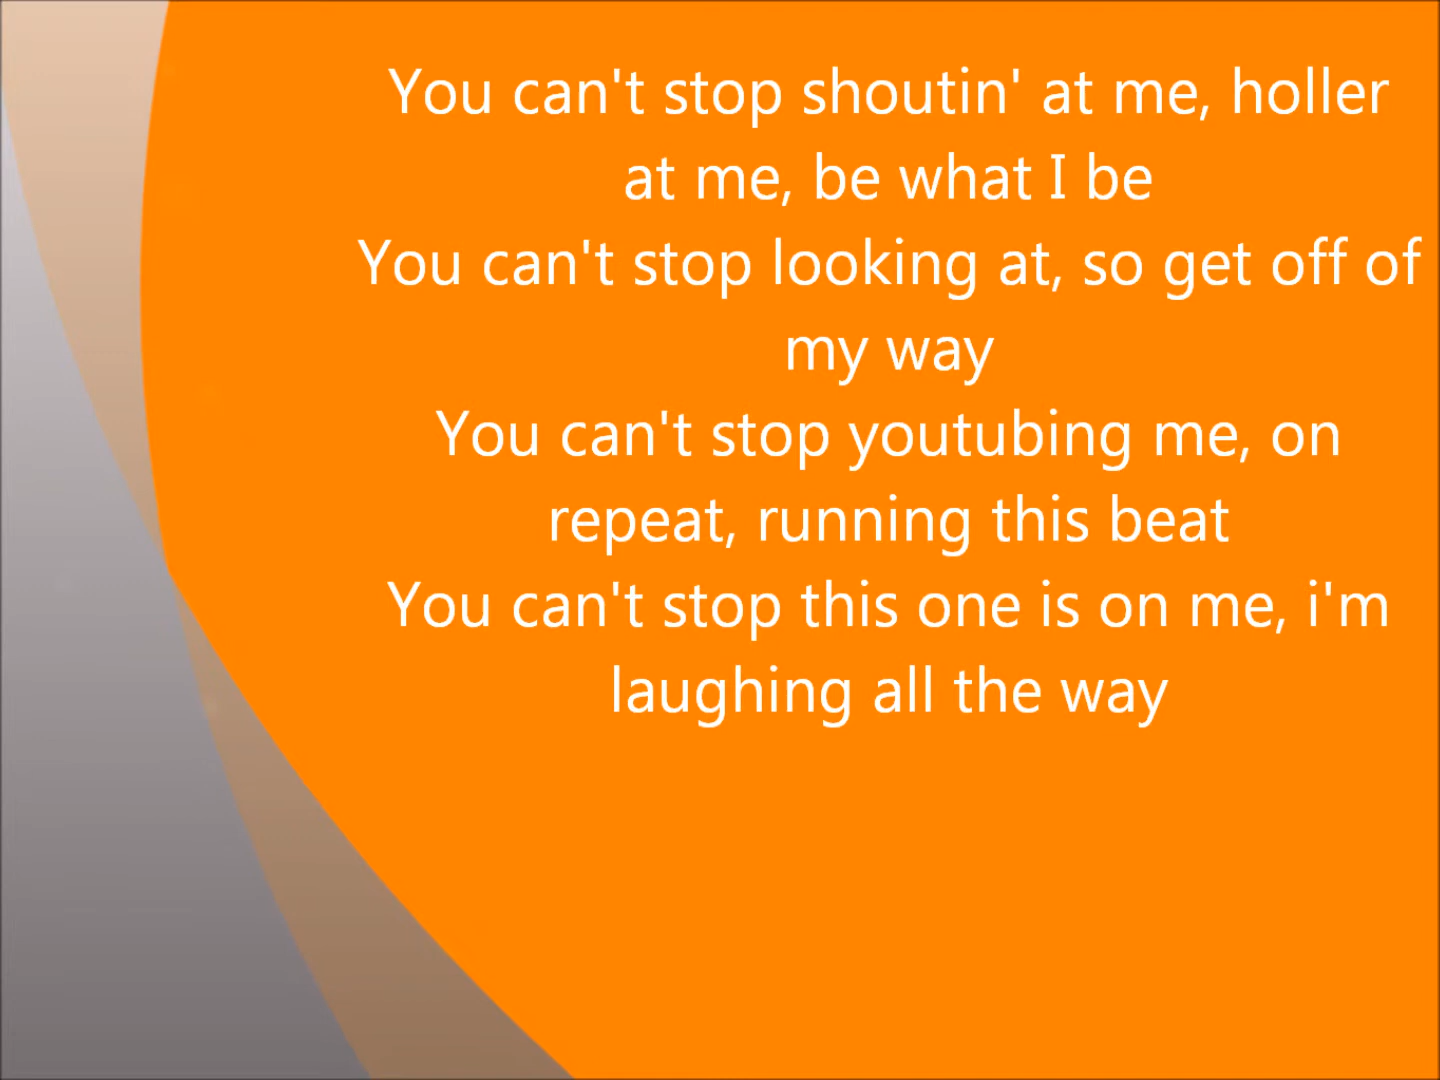 You can't stop shoutin' at me, holler
at me, be what I be
You can't stop looking at, so get off of
my way
You can't stop youtubing me, on
repeat, running this beat
You can't stop this one is on me, i'm
laughing all the way